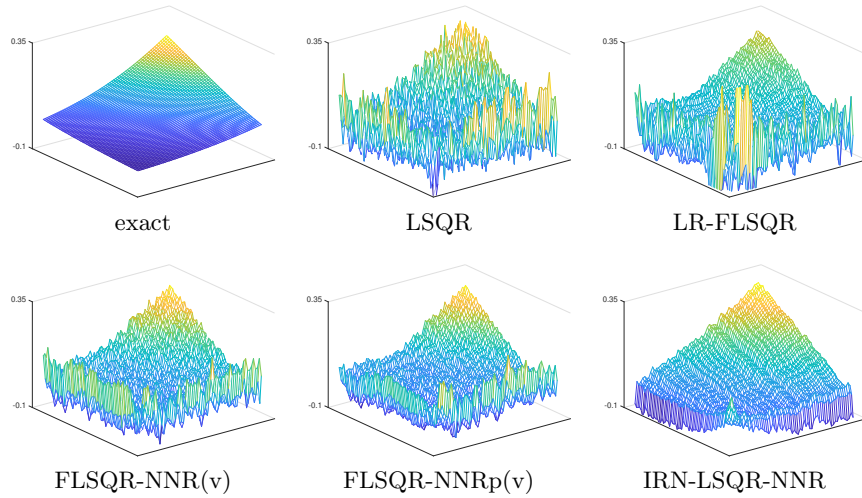 0.35
-0.1
exact
0.35
-0.1
LSQR
0.35
-0.1
LR-FLSQR
0.35
-0.1
FLSQR-NNR(v)
0.35
-0.1
FLSQR-NNRp(v)
0.35
-0.1
IRN-LSQR-NNR